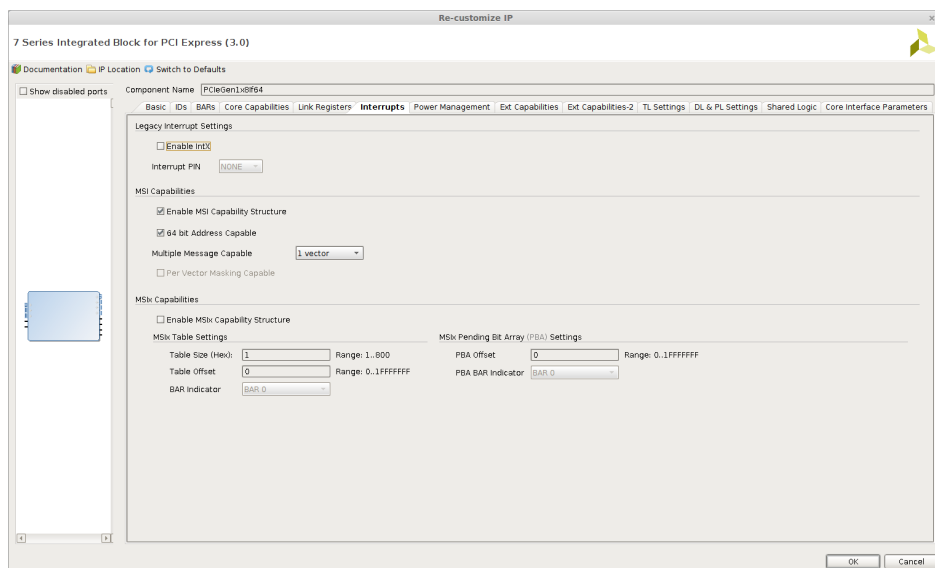 Re-customize IP
7 Series Integrated Block for PCI Express (3.0)
Documentation IP Location Switch to Defaults
Show disabled ports
Component Name PCIeGen1x8If64
Basic IDs BARs Core Capabilities Link Registers Interrupts Power Management Ext Capabilities Ext Capabilities-2 TL Settings DL & PL Settings Shared Logic Core Interface Parameters
Legacy Interrupt Settings
Enable IntX
Interrupt PIN NONE
MSI Capabilities
Enable MSI Capability Structure
64 bit Address Capable
Multiple Message Capable 1 vector
Per Vector Masking Capable
MSIx Capabilities
Enable MSIx Capability Structure
MSIx Table Settings MSIx Pending Bit Array (PBA) Settings
Table Size (Hex): 1 Range: 1..800 PBA Offset 0 Range: 0..1FFFFFFF
Table Offset 0 Range: 0..1FFFFFFF PBA BAR Indicator BAR 0
BAR Indicator BAR 0
OK Cancel